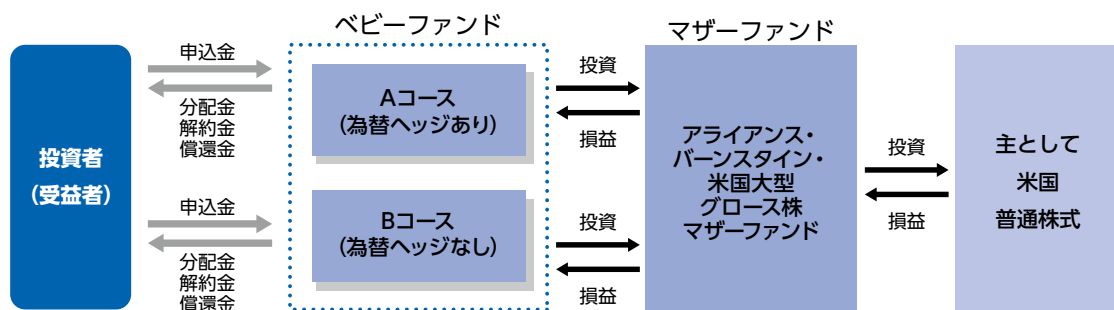 ベビーファンド
マザーファンド
投資者
(受益者)
申込金
分配金
解約金
償還金
申込金
分配金
解約金
償還金
Aコース
(為替ヘッジあり)
Bコース
(為替ヘッジなし)
投資
損益
投資
損益
アライアンス・
バーンスタイン・
米国大型
グロース株
マザーファンド
投資
損益
主として
米国
普通株式